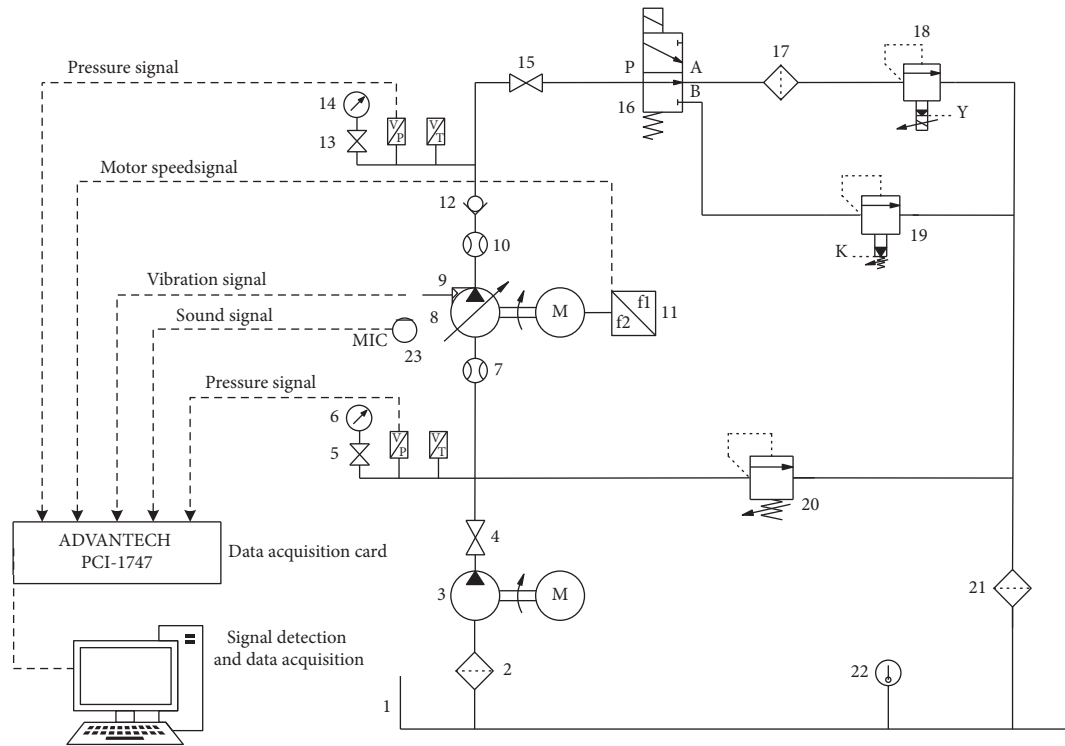 18
15
17
Pressure signal
P
A
14
B
V
P
V
T
16
Y
13
Motor speedsignal
12
19
10
K
Vibration signal
9
f1
8
M
11
f2
Sound signal
MIC
23
7
Pressure signal
6
V
P
V
T
5
20
4
ADVANTECH
PCI-1747
Data acquisition card
21
3
M
Signal detection
and data acquisition
2
22
1